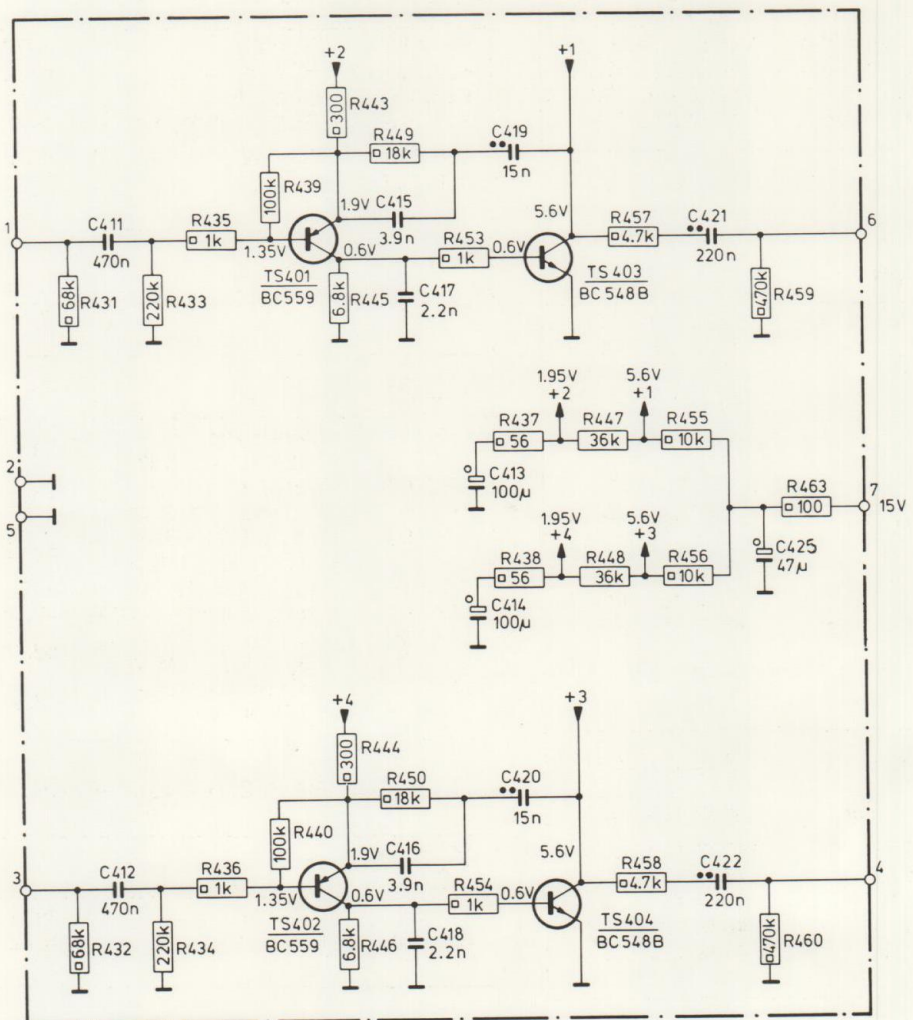 +2
+1
300
R443
R449
18k
C419
15n
100k
R439
1.9V
C415
3.9n
5.6V
1
C411
470n
R435
1k
1.35V
0.6V
R453
1k
0.6V
R457
4.7k
C421
220n
6
68k
R431
220k
R433
TS401
BC559
6.8k
R445
C417
2.2n
TS403
BC548B
470k
R459
1.95V
+2
5.6V
+1
R437
56
R447
36k
R455
10k
C413
100µ
2
5
R463
100
7
15V
1.95V
+4
5.6V
+3
R438
56
R448
36k
R456
10k
C425
47µ
C414
100µ
+4
+3
300
R444
R450
18k
C420
15n
100k
R440
1.9V
C416
3.9n
5.6V
3
C412
470n
R436
1k
1.35V
0.6V
R454
1k
0.6V
R458
4.7k
C422
220n
4
68k
R432
220k
R434
TS402
BC559
6.8k
R446
C418
2.2n
TS404
BC548B
470k
R460